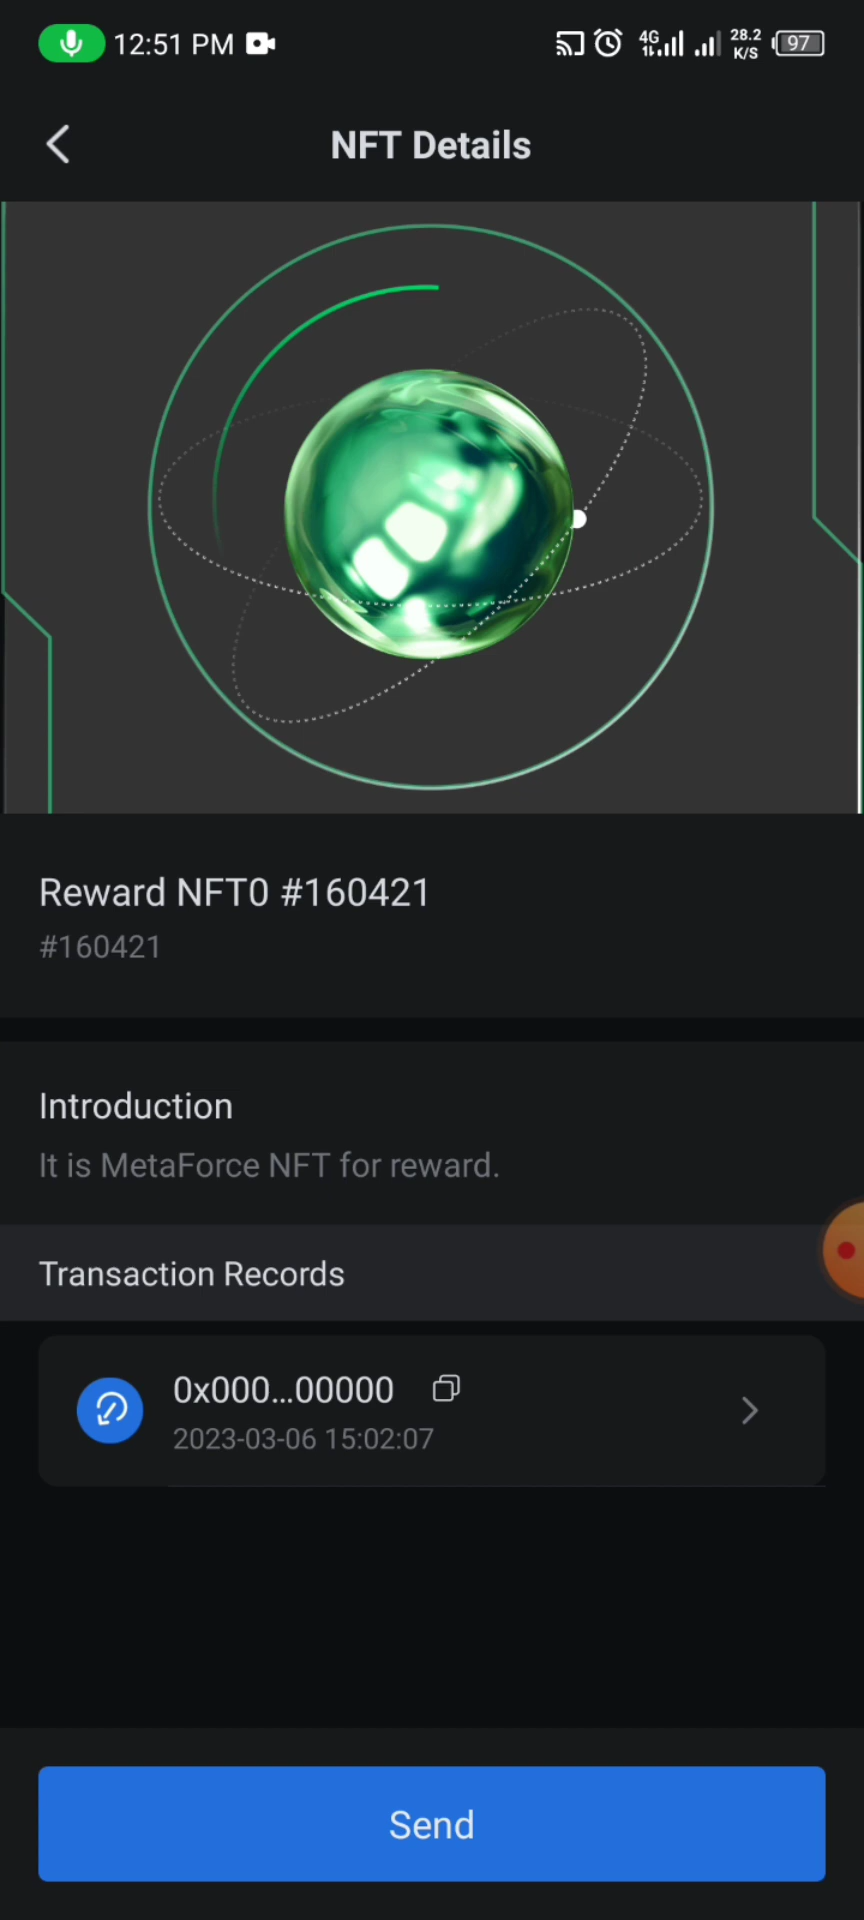 12:51 PM 4G 28.2 K/S 97
NFT Details
Reward NFT0 #160421
#160421
Introduction
It is MetaForce NFT for reward.
Transaction Records
0x000...00000
2023-03-06 15:02:07
Send